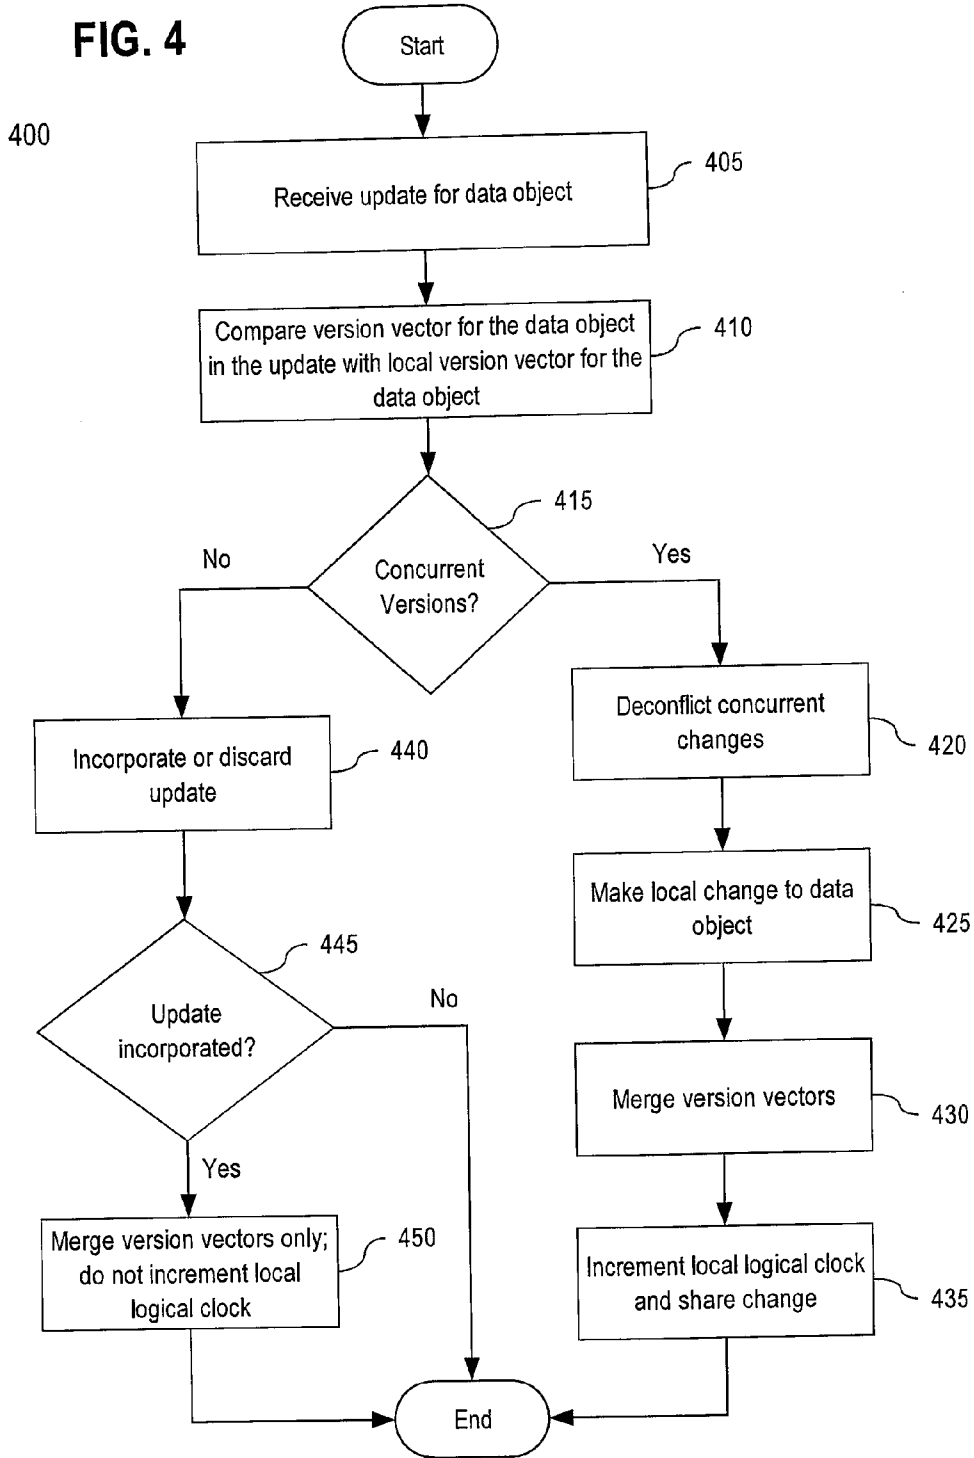 FIG. 4
Start
400
405
Receive update for data object
410
Compare version vector for the data object
in the update with local version vector for the
data object
415
No
Yes
Concurrent
Versions?
Deconflict concurrent
changes
420
Incorporate or discard
update
440
Make local change to data
object
425
445
No
Update
incorporated?
Merge version vectors
430
Yes
Merge version vectors only;
do not increment local
logical clock
450
Increment local logical clock
and share change
435
End